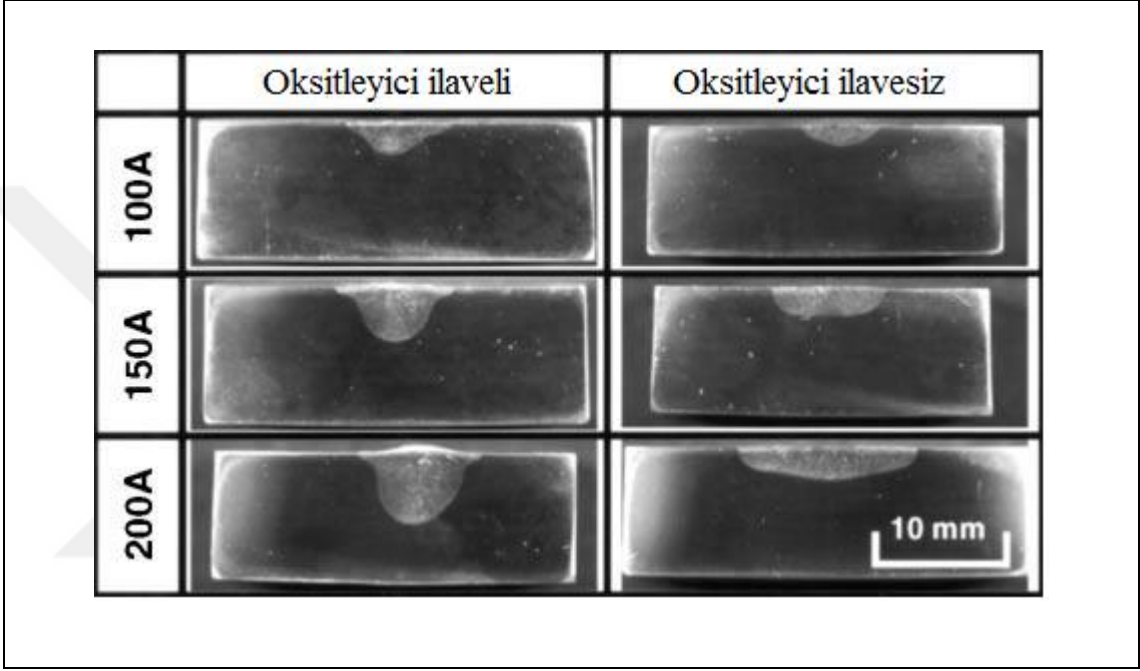 Oksitleyici ilaveli
Oksitleyici ilavesiz
100A
150A
200A
10 mm